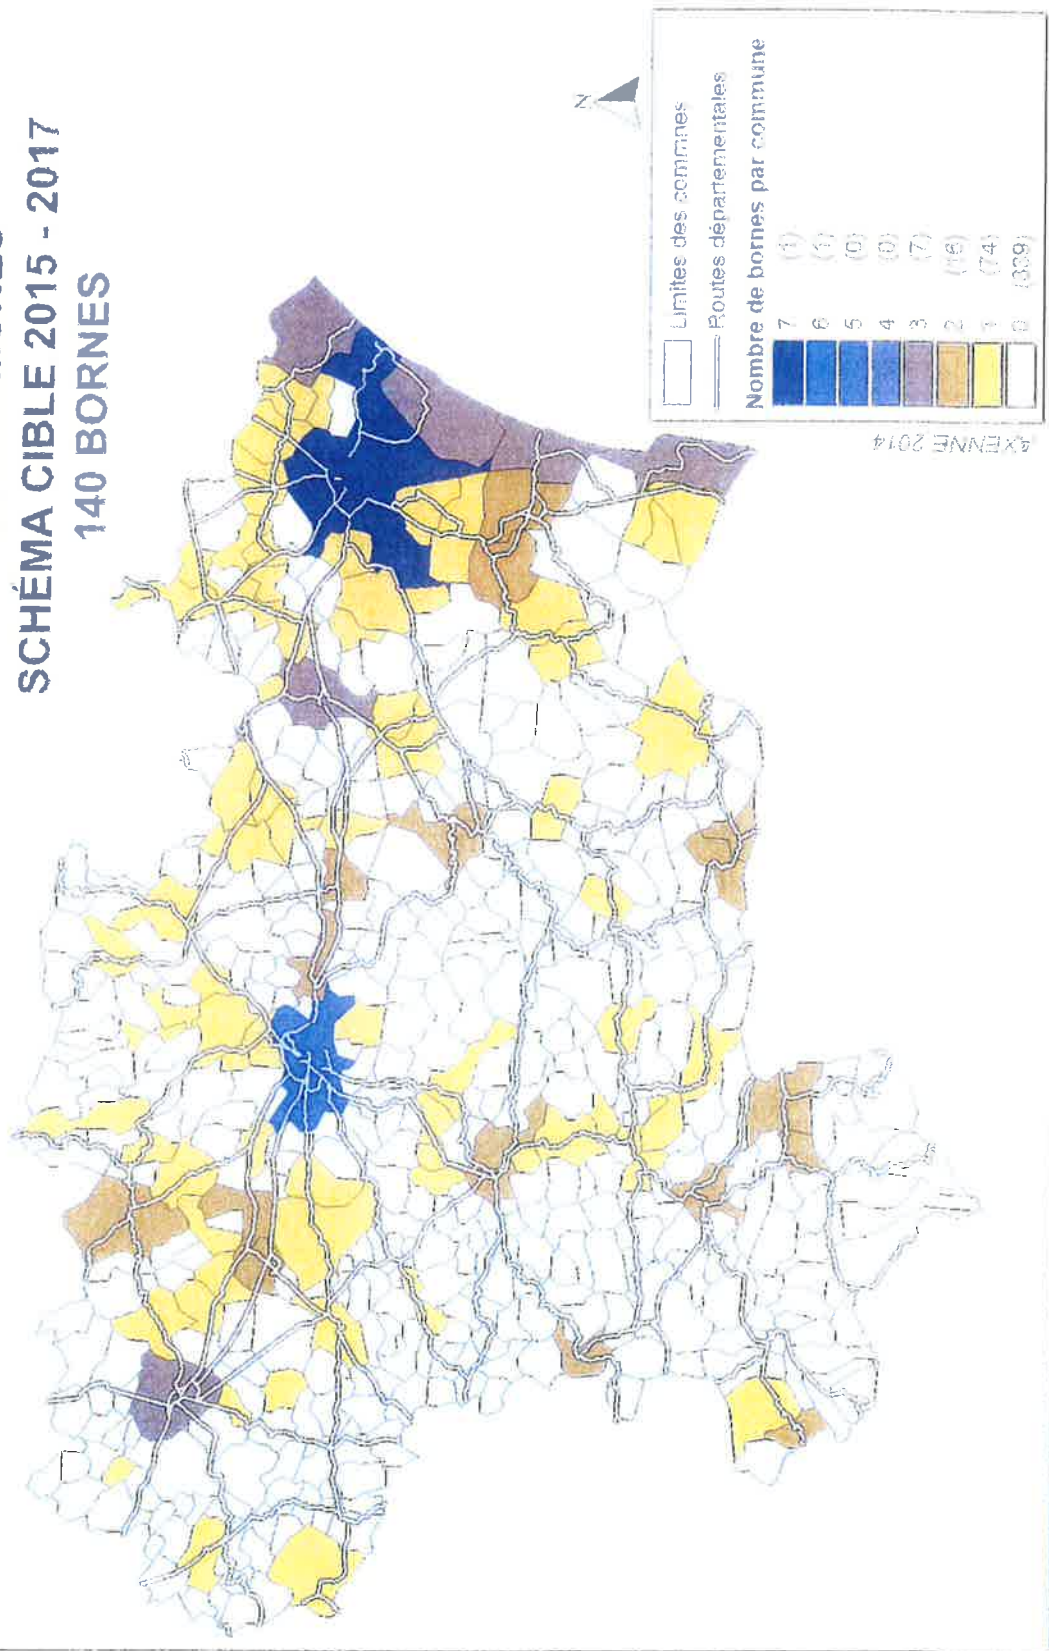 SCHÉMA CIBLE 2015 - 2017
140 BORNES
N
Limites des communes
Routes départementales
Nombre de bornes par commune
7 (1)
6 (1)
5 (0)
4 (0)
3 (7)
2 (16)
1 (74)
0 (339)
AXENNE 2014